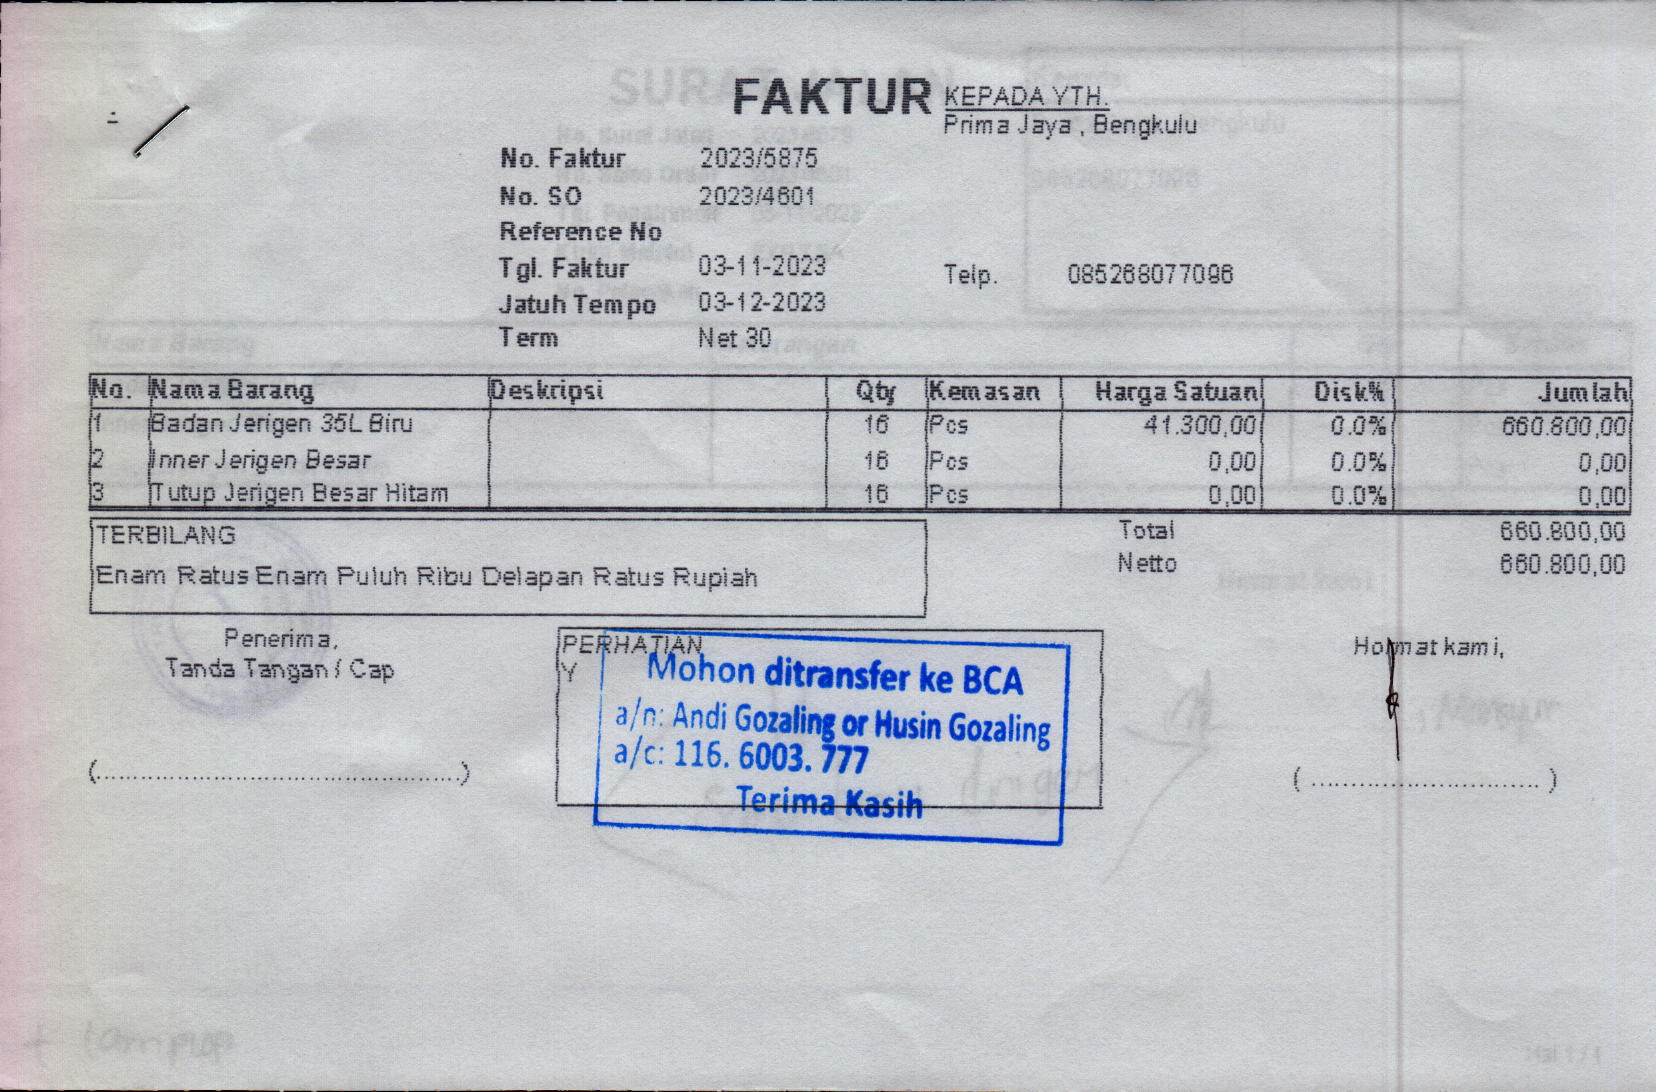 FAKTUR
KEPADA YTH.
Prima Jaya , Bengkulu
No. Faktur 2023/5875
No. SO 2023/4601
Reference No
Tgl. Faktur 03-11-2023
Telp. 085268077096
Jatuh Tempo 03-12-2023
Term Net 30
No. Nama Barang Deskripsi Qty Kemasan Harga Satuan Disk% Jumlah
1 Badan Jerigen 35L Biru 16 Pcs 41.300,00 0.0% 660.800,00
2 Inner Jerigen Besar 16 Pcs 0,00 0.0% 0,00
3 Tutup Jerigen Besar Hitam 16 Pcs 0,00 0.0% 0,00
TERBILANG
Enam Ratus Enam Puluh Ribu Delapan Ratus Rupiah
Total 660.800,00
Netto 660.800,00
Penerima,
Tanda Tangan / Cap
(................................................)
PERHATIAN
Y
Mohon ditransfer ke BCA
a/n: Andi Gozaling or Husin Gozaling
a/c: 116. 6003. 777
Terima Kasih
Hormat kami,
(..............................)